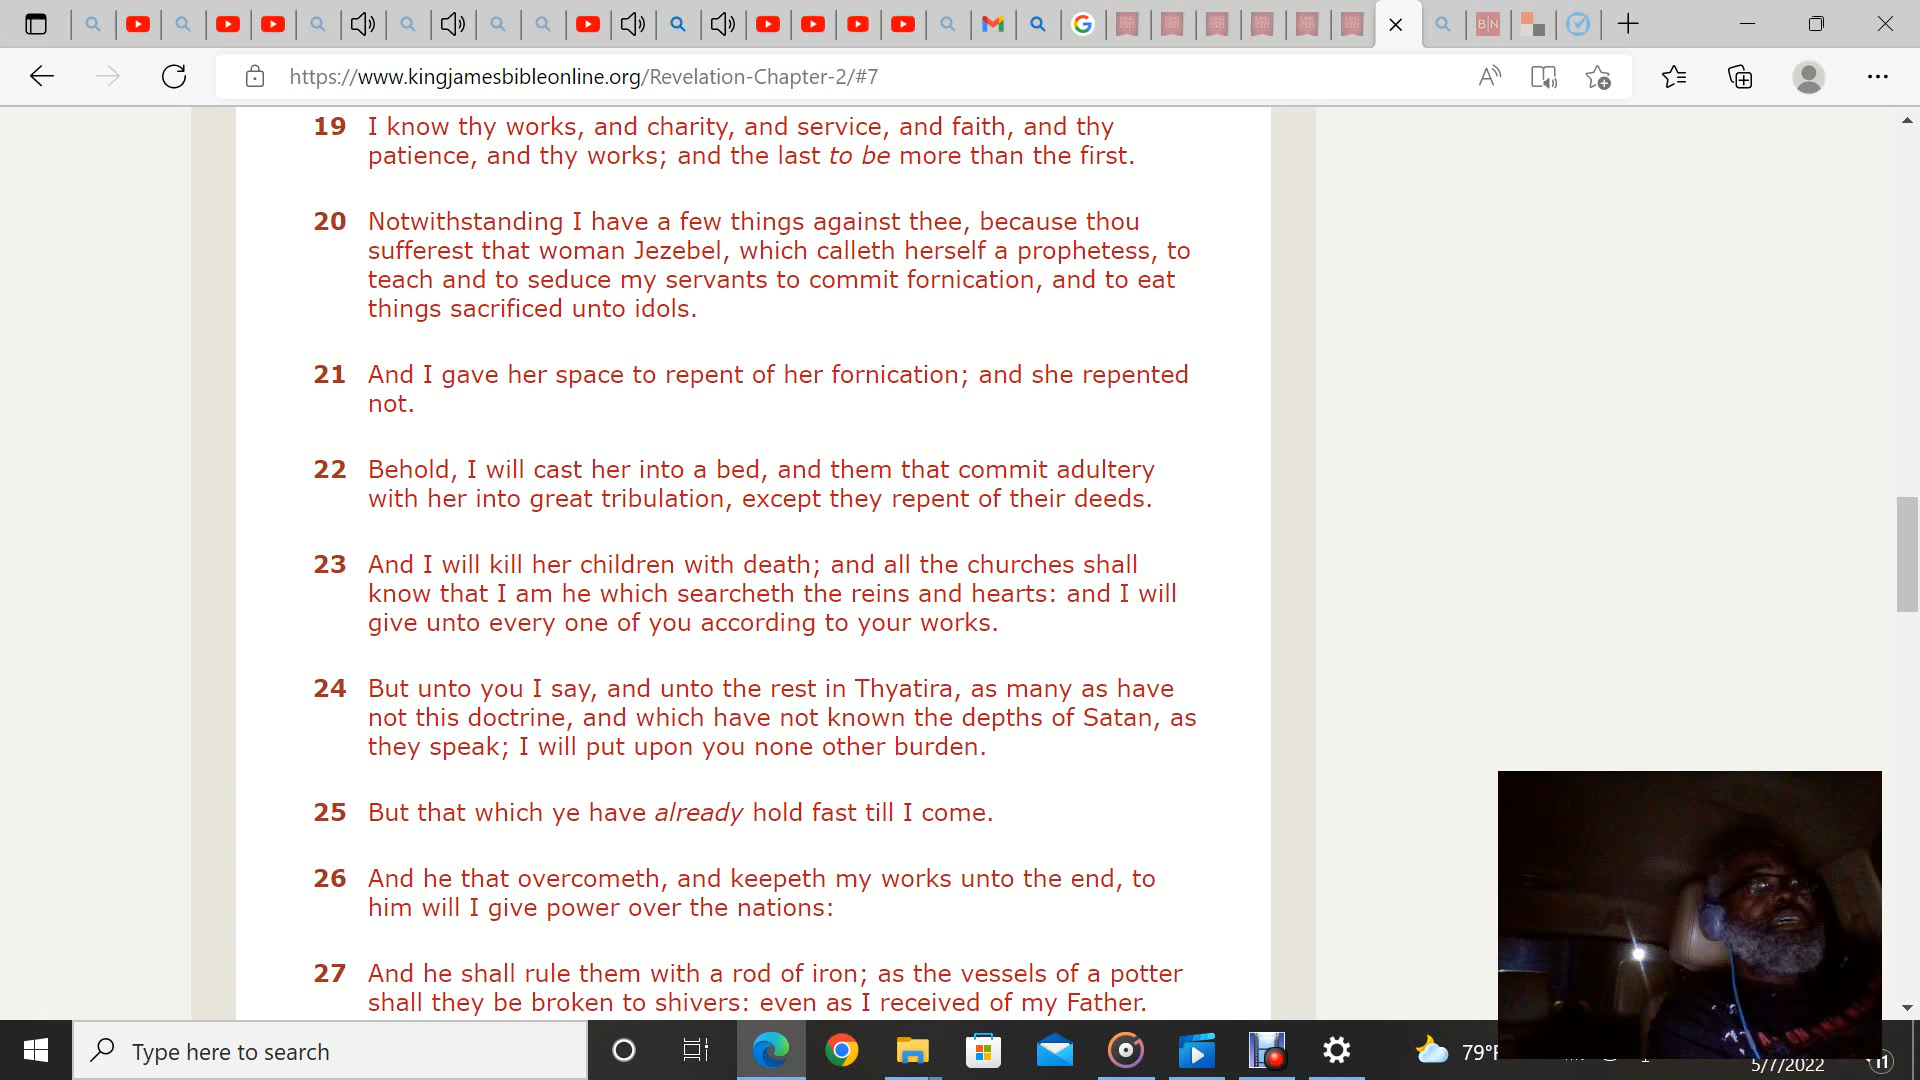 https://www.kingjamesbibleonline.org/Revelation-Chapter-2/#7
B|N
19 I know thy works, and charity, and service, and faith, and thy
patience, and thy works; and the last to be more than the first.
20 Notwithstanding I have a few things against thee, because thou
sufferest that woman Jezebel, which calleth herself a prophetess, to
teach and to seduce my servants to commit fornication, and to eat
things sacrificed unto idols.
21 And I gave her space to repent of her fornication; and she repented
not.
22 Behold, I will cast her into a bed, and them that commit adultery
with her into great tribulation, except they repent of their deeds.
23 And I will kill her children with death; and all the churches shall
know that I am he which searcheth the reins and hearts: and I will
give unto every one of you according to your works.
24 But unto you I say, and unto the rest in Thyatira, as many as have
not this doctrine, and which have not known the depths of Satan, as
they speak; I will put upon you none other burden.
25 But that which ye have already hold fast till I come.
26 And he that overcometh, and keepeth my works unto the end, to
him will I give power over the nations:
27 And he shall rule them with a rod of iron; as the vessels of a potter
shall they be broken to shivers: even as I received of my Father.
Type here to search
79°F
5/7/2022
11